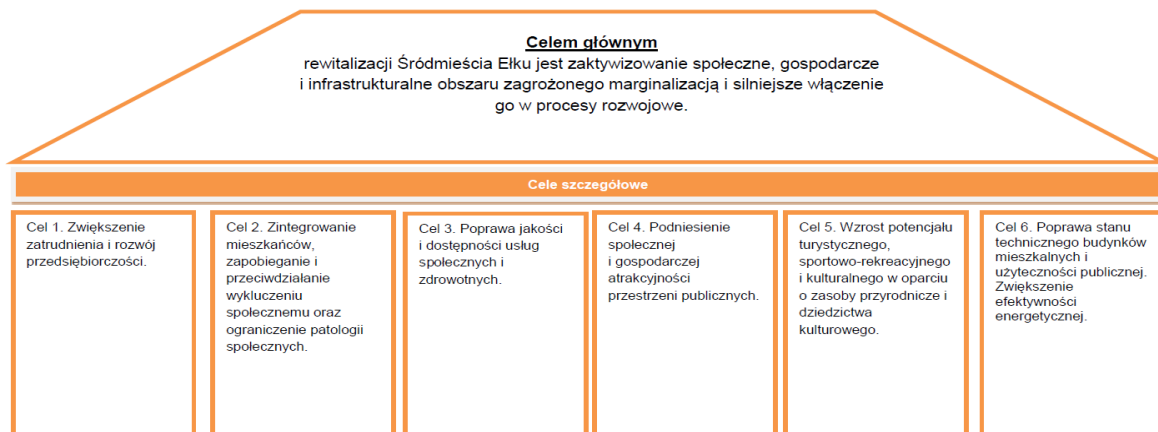 Celem głównym
rewitalizacji Śródmieścia Ełku jest zaktywizowanie społeczne, gospodarcze
i infrastrukturalne obszaru zagrożonego marginalizacją i silniejsze włączenie
go w procesy rozwojowe.
Cele szczegółowe
Cel 1. Zwiększenie
zatrudnienia i rozwój
przedsiębiorczości.
Cel 2. Zintegrowanie
mieszkańców,
zapobieganie i
przeciwdziałanie
wykluczeniu
społecznemu oraz
ograniczenie patologii
społecznych.
Cel 3. Poprawa jakości
i dostępności usług
społecznych i
zdrowotnych.
Cel 4. Podniesienie
społecznej
i gospodarczej
atrakcyjności
przestrzeni publicznych.
Cel 5. Wzrost potencjału
turystycznego,
sportowo-rekreacyjnego
i kulturalnego w oparciu
o zasoby przyrodnicze i
dziedzictwa
kulturowego.
Cel 6. Poprawa stanu
technicznego budynków
mieszkalnych i
użyteczności publicznej.
Zwiększenie
efektywności
energetycznej.